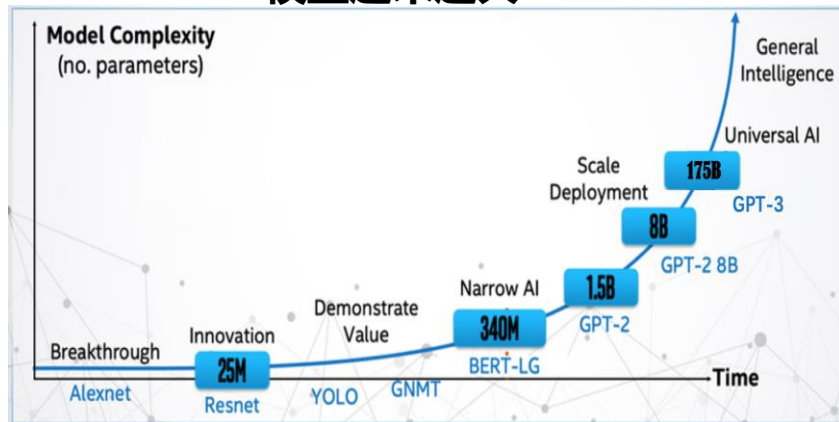 Model Complexity
(no. parameters)
General
Intelligence
Universal AI
175B
GPT-3
Scale
Deployment
8B
GPT-2 8B
Narrow AI
1.5B
GPT-2
Demonstrate
Value
340M
BERT-LG
Innovation
Breakthrough
25M
Alexnet
Resnet
YOLO
GNMT
Time